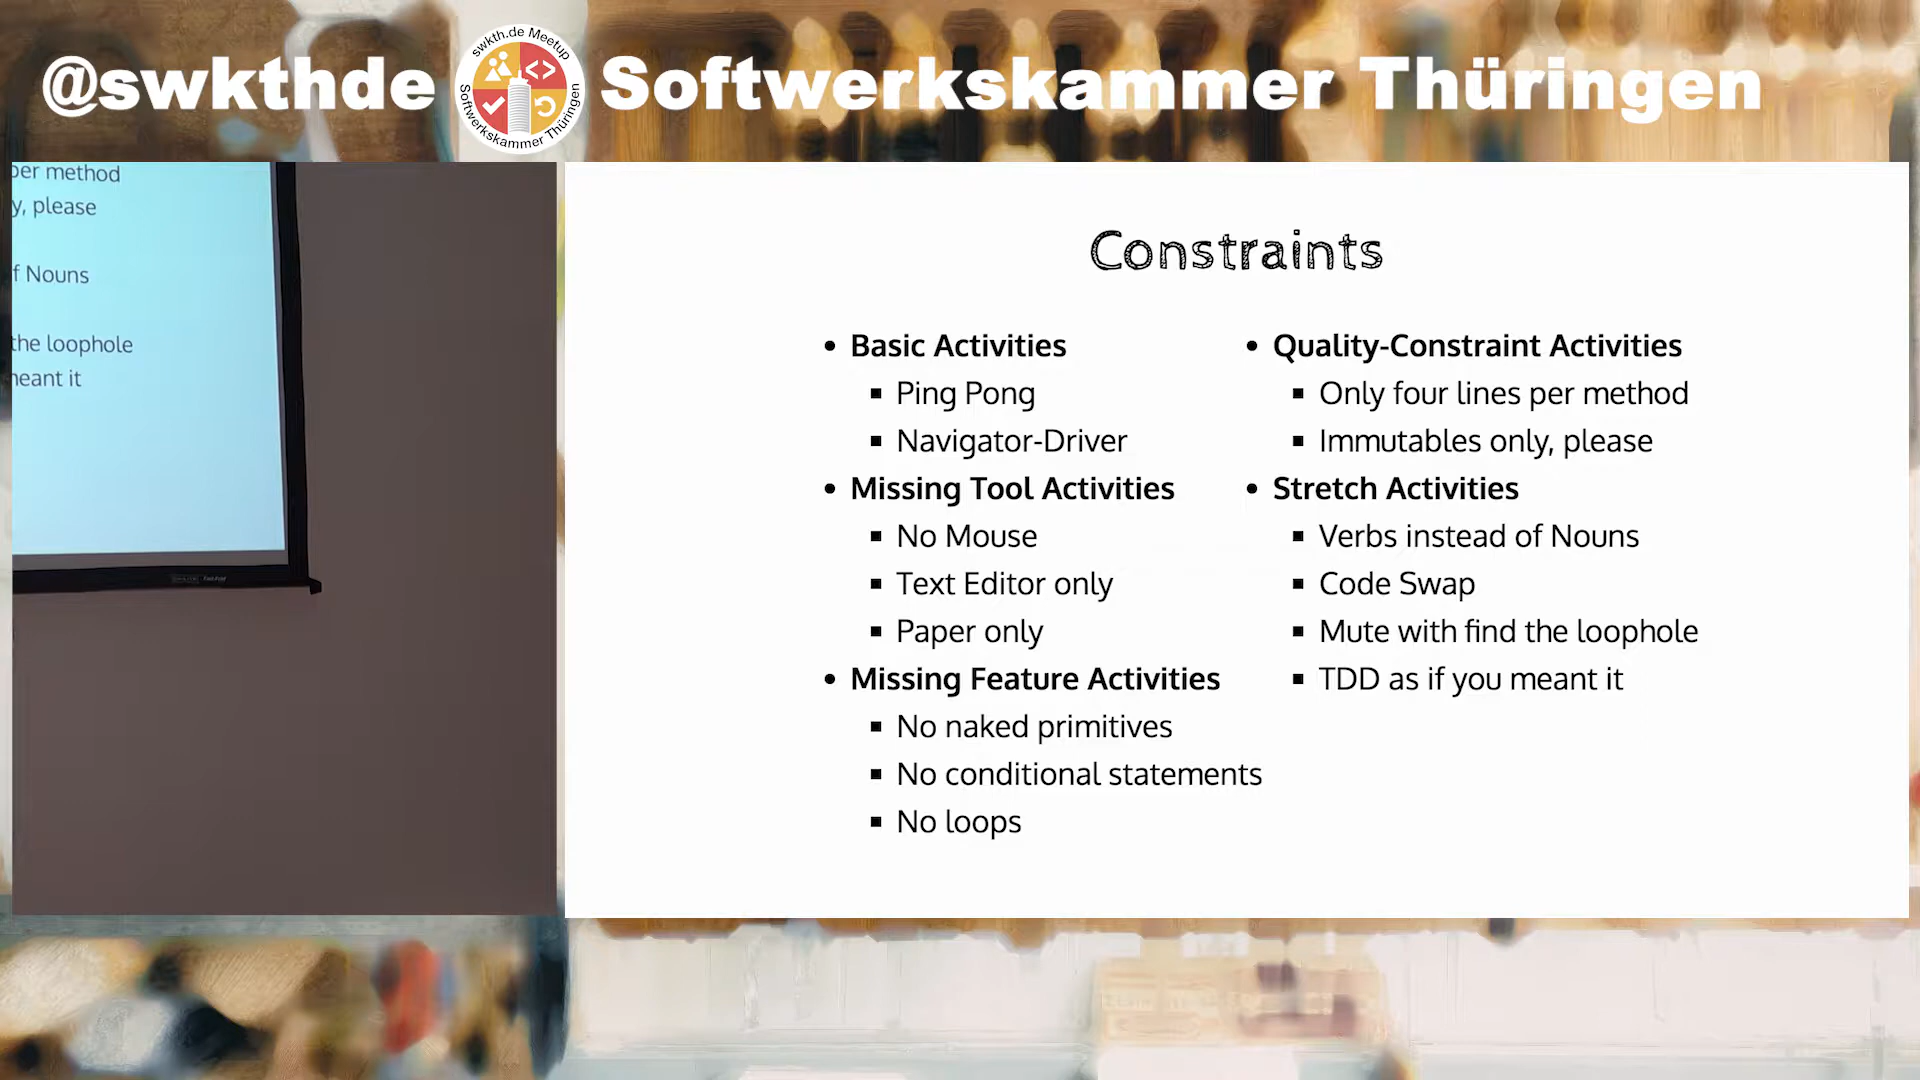 @swkthde
swkth.de Meetup
Softwerkskammer Thüringen
Softwerkskammer Thüringen
per method
y, please
f Nouns
the loophole
meant it
Constraints
Basic Activities
Ping Pong
Navigator-Driver
Missing Tool Activities
No Mouse
Text Editor only
Paper only
Missing Feature Activities
No naked primitives
No conditional statements
No loops
Quality-Constraint Activities
Only four lines per method
Immutables only, please
Stretch Activities
Verbs instead of Nouns
Code Swap
Mute with find the loophole
TDD as if you meant it